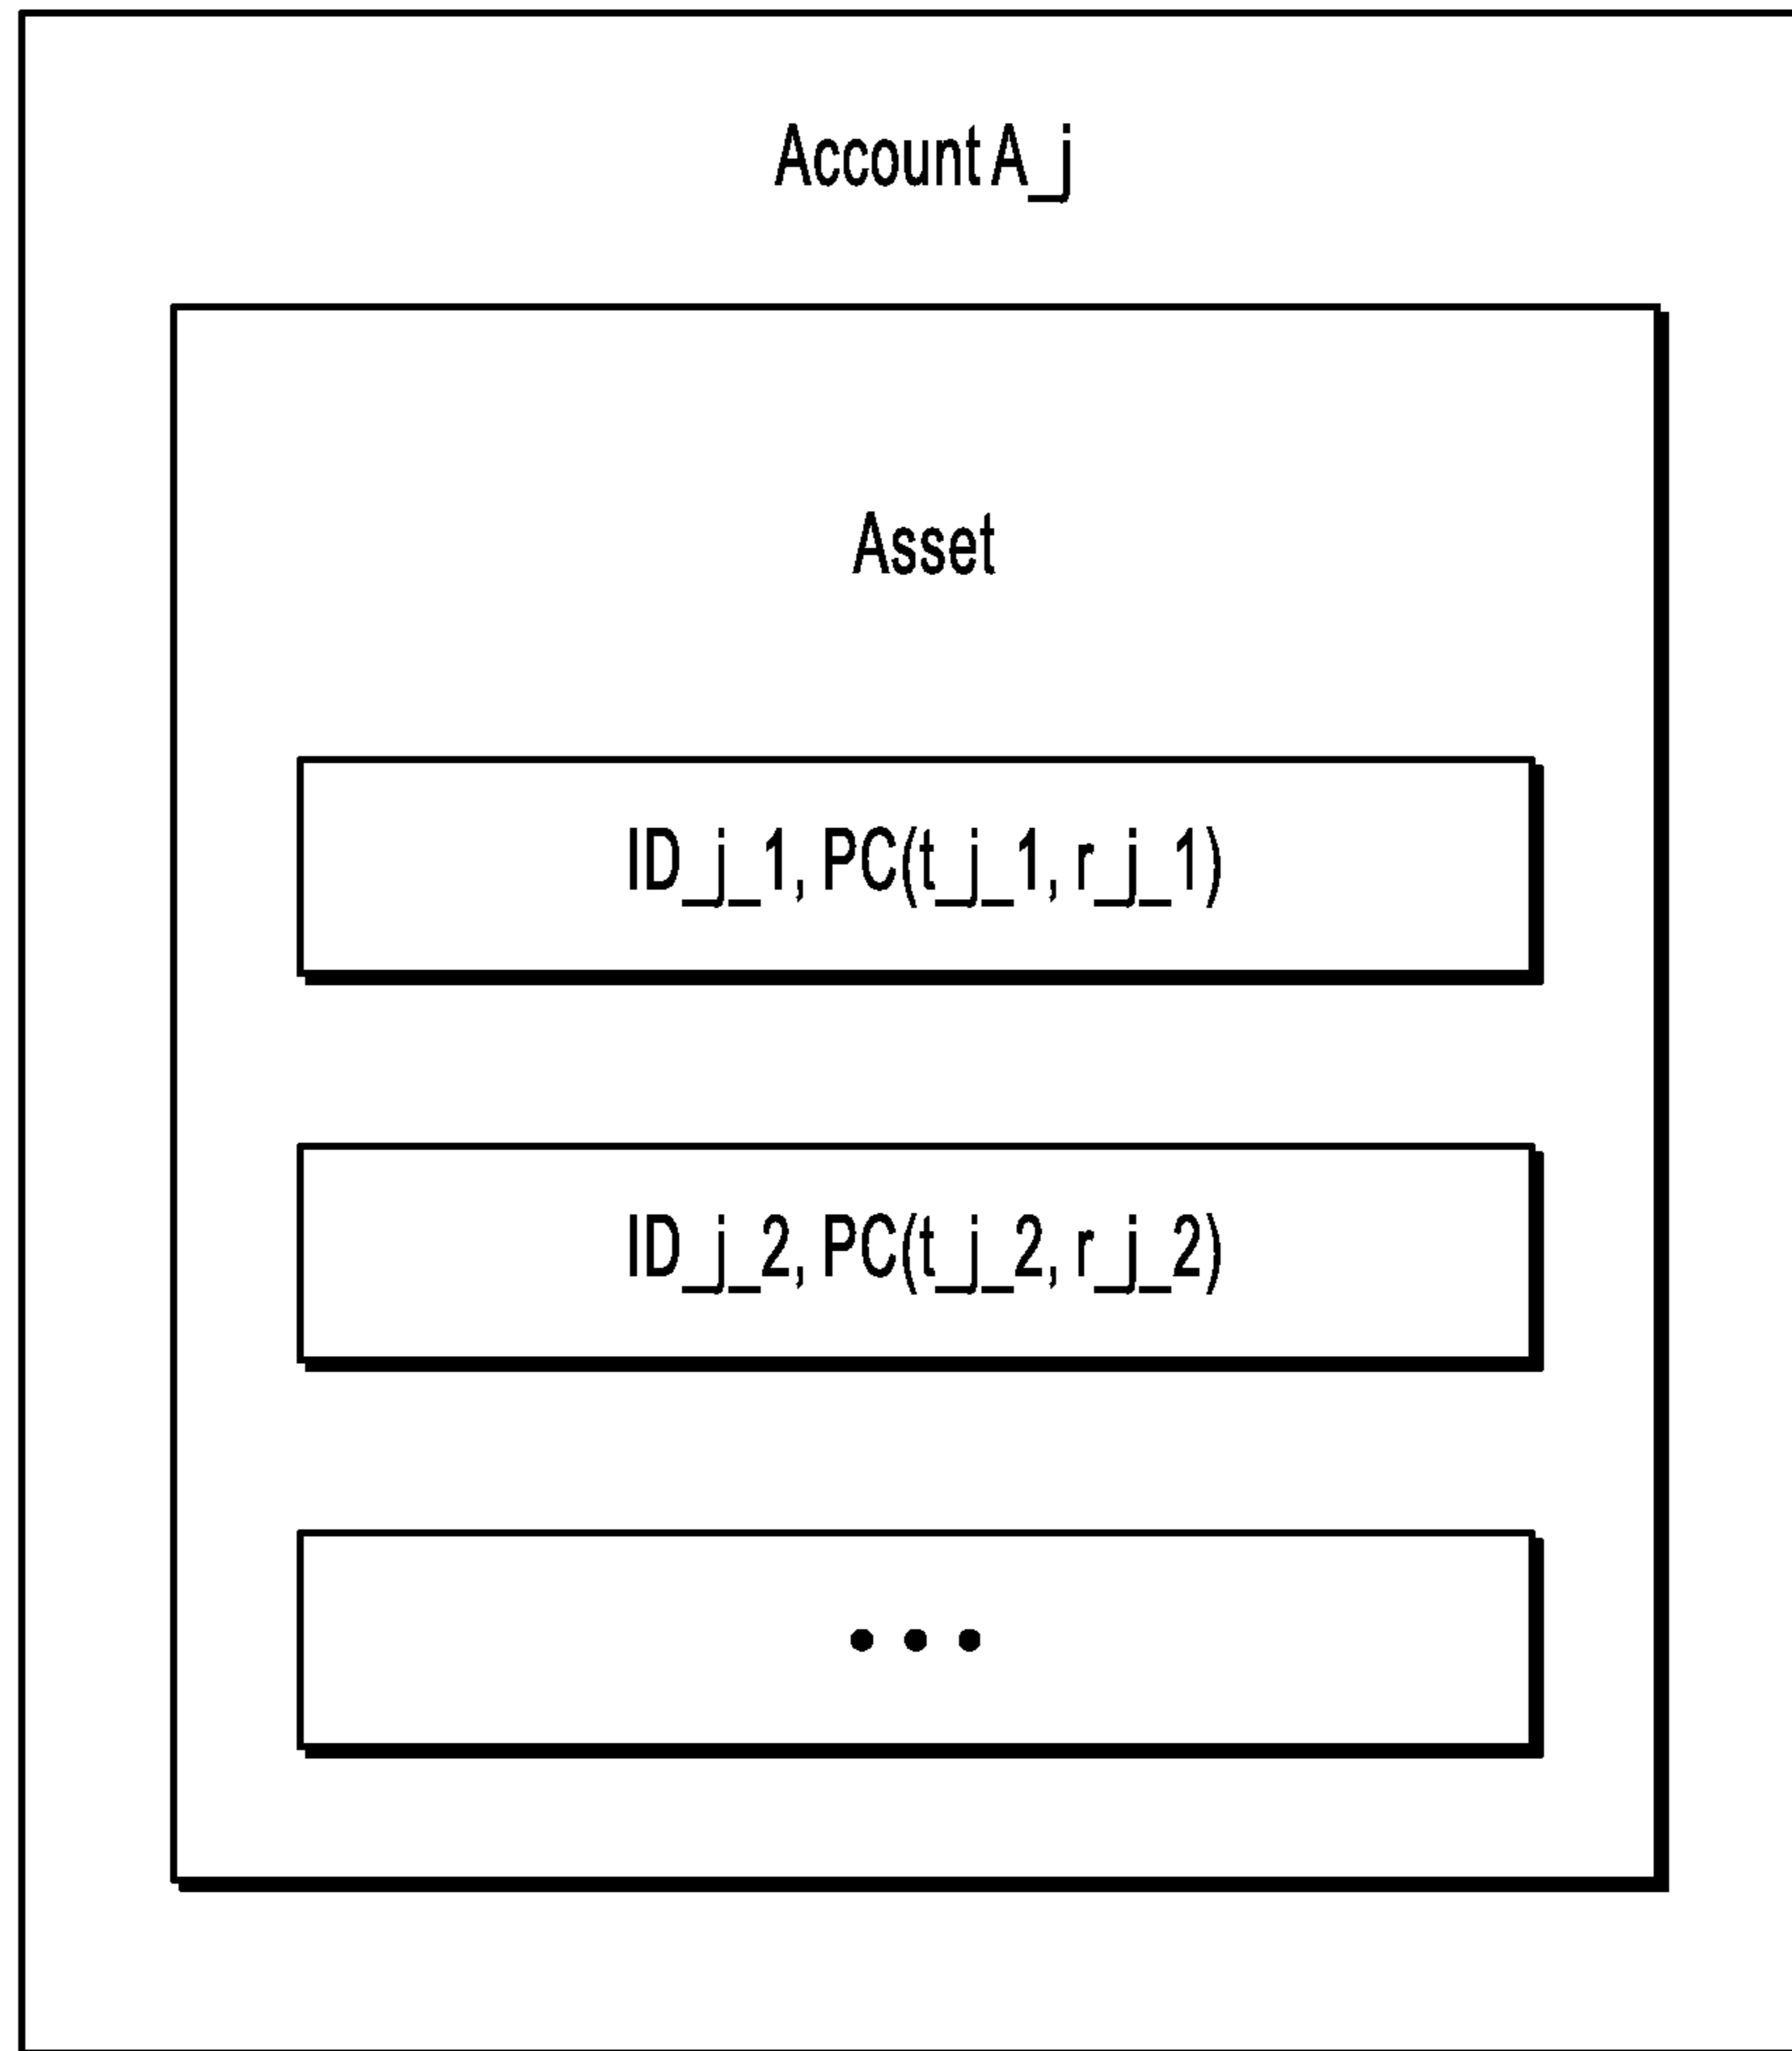 Account A_j
Asset
ID_j_1, PC(t_j_1, r_j_1)
ID_j_2, PC(t_j_2, r_j_2)
• • •